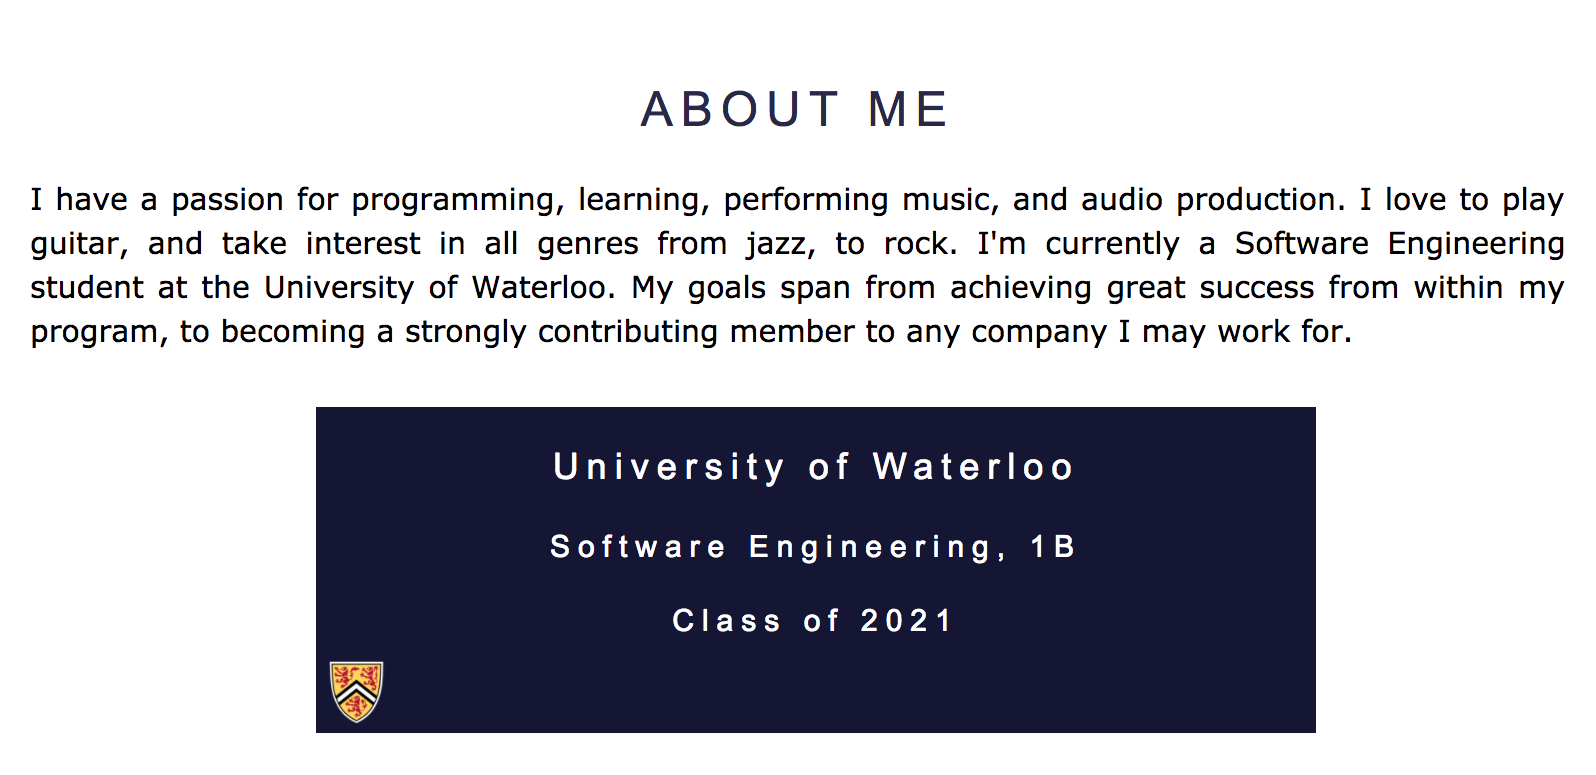 ABOUT ME
I have a passion for programming, learning, performing music, and audio production. I love to play
guitar, and take interest in all genres from jazz, to rock. I'm currently a Software Engineering
student at the University of Waterloo. My goals span from achieving great success from within my
program, to becoming a strongly contributing member to any company I may work for.
University of Waterloo
Software Engineering, 1B
Class of 2021